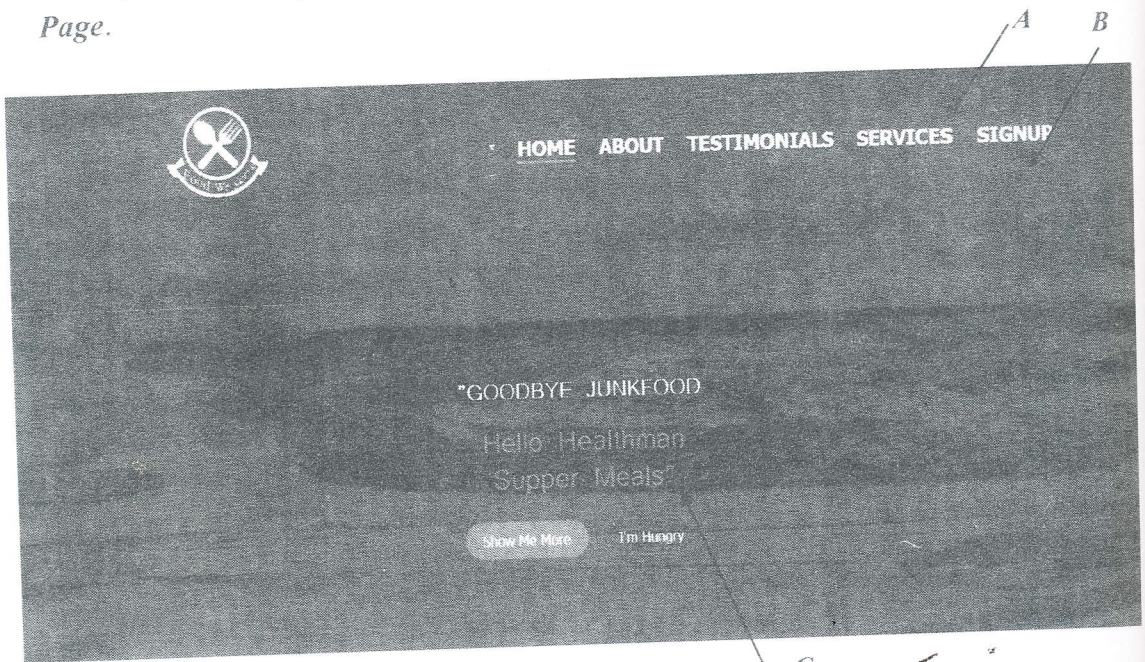 Page.
A B
HOME ABOUT TESTIMONIALS SERVICES SIGNUP
"GOODBYE JUNKFOOD
Hello Healthman
Supper Meals"
Show Me More I'm Hungry
C